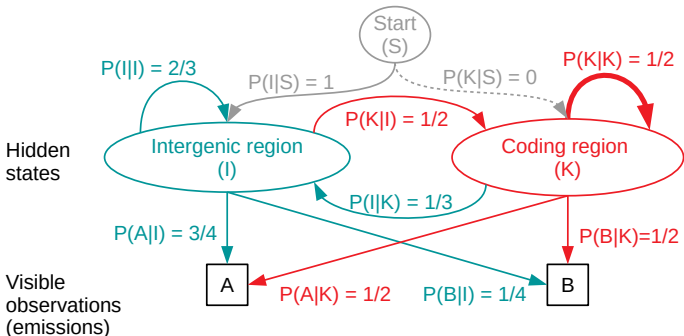 Start
(S)
P(I|I) = 2/3
P(I|S) = 1
P(K|S) = 0
P(K|K) = 1/2
P(K|I) = 1/2
Hidden
states
Intergenic region
(I)
Coding region
(K)
P(I|K) = 1/3
P(A|I) = 3/4
P(B|K)=1/2
Visible
observations
(emissions)
A
P(A|K) = 1/2
P(B|I) = 1/4
B